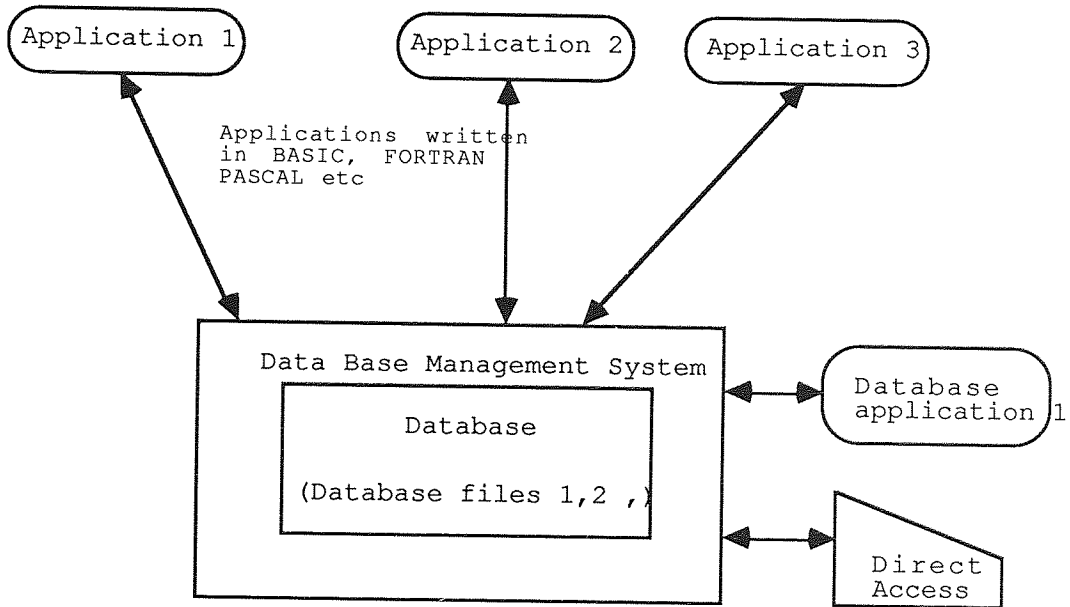 Application 1
Application 2
Application 3
Applications written
in BASIC, FORTRAN
PASCAL etc
Data Base Management System
Database
(Database files 1,2 ,)
Database
application 1
Direct
Access